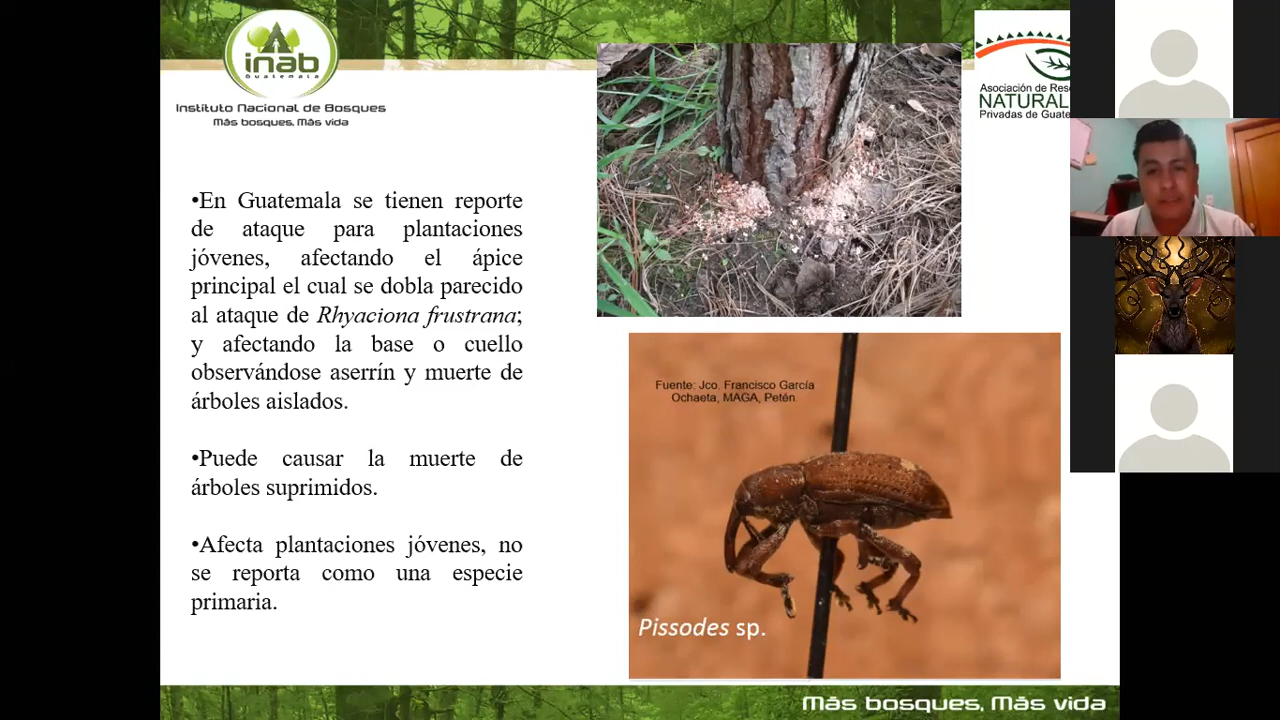 inab
Guatemala
Instituto Nacional de Bosques
Más bosques, Más vida
Asociación de Rese
NATURAL
Privadas de Guate
•En Guatemala se tienen reporte
de ataque para plantaciones
jóvenes, afectando el ápice
principal el cual se dobla parecido
al ataque de Rhyaciona frustrana;
y afectando la base o cuello
observándose aserrín y muerte de
árboles aislados.
•Puede causar la muerte de
árboles suprimidos.
•Afecta plantaciones jóvenes, no
se reporta como una especie
primaria.
Fuente: Jco. Francisco García
Ochaeta, MAGA, Petén
Pissodes sp.
Más bosques, Más vida